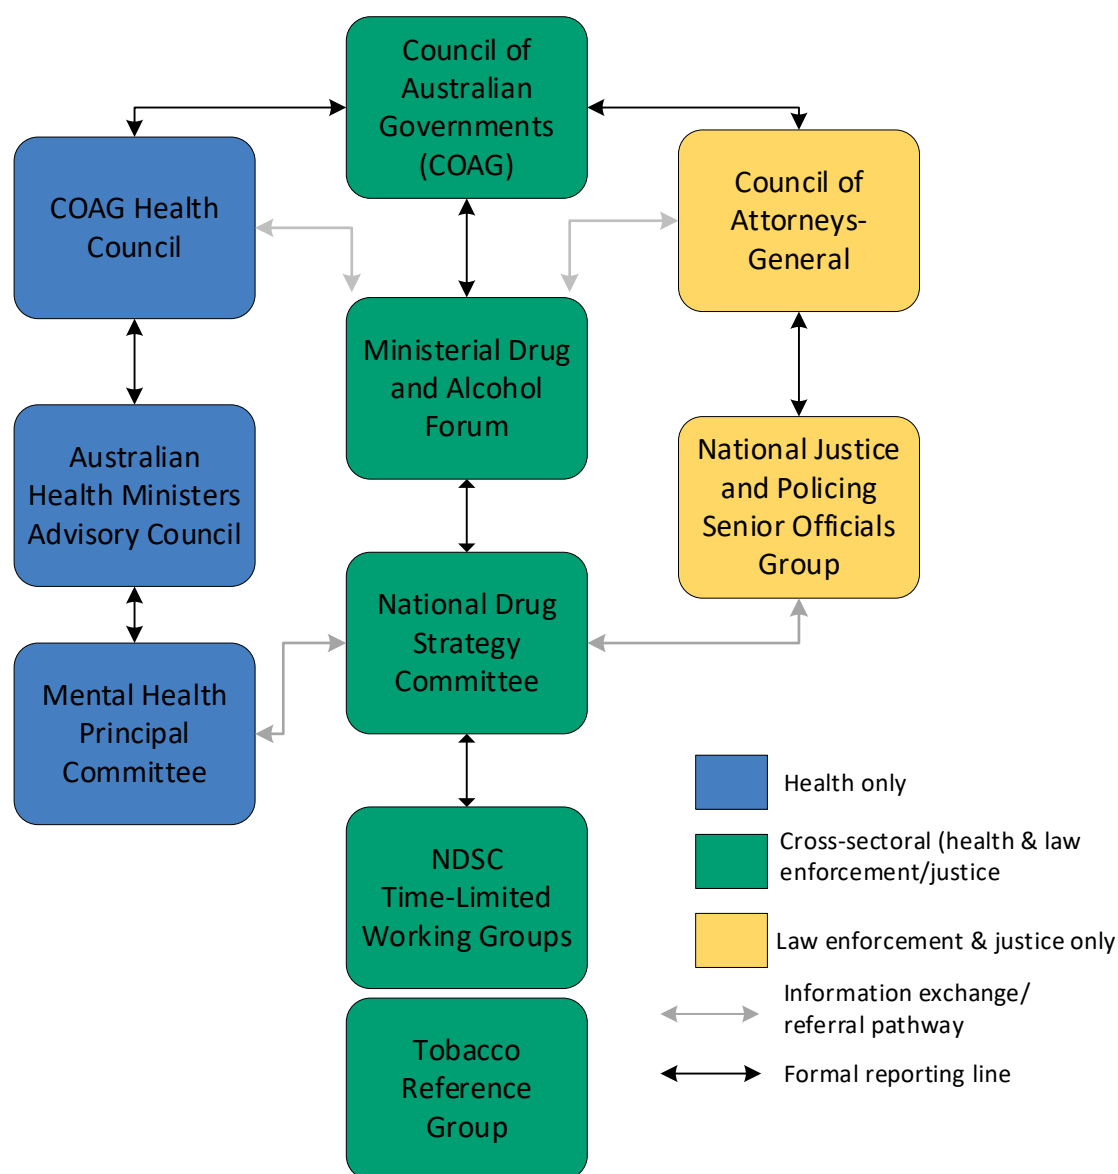 Council of
Australian
Governments
(COAG)
COAG Health
Council
Council of
Attorneys-
General
Ministerial Drug
and Alcohol
Forum
Australian
Health Ministers
Advisory Council
National Justice
and Policing
Senior Officials
Group
National Drug
Strategy
Committee
Mental Health
Principal
Committee
NDSC
Time-Limited
Working Groups
Tobacco
Reference
Group
Health only
Cross-sectoral (health & law
enforcement/justice
Law enforcement & justice only
Information exchange/
referral pathway
Formal reporting line